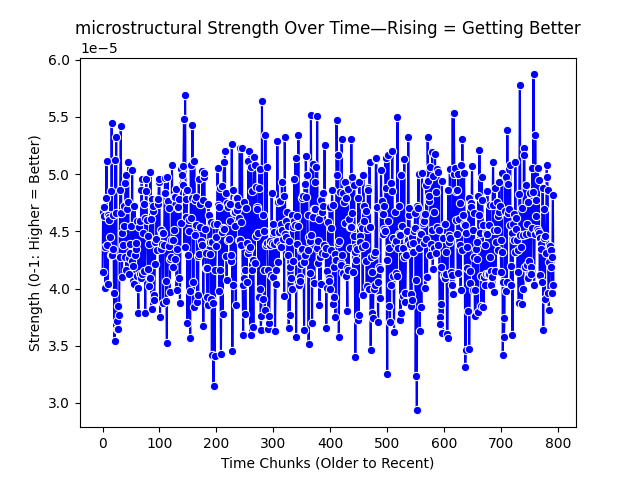 microstructural Strength Over Time—Rising = Getting Better
1e−5
6.0
5.5
5.0
4.5
4.0
3.5
3.0
Strength (0-1: Higher = Better)
0 100 200 300 400 500 600 700 800
Time Chunks (Older to Recent)